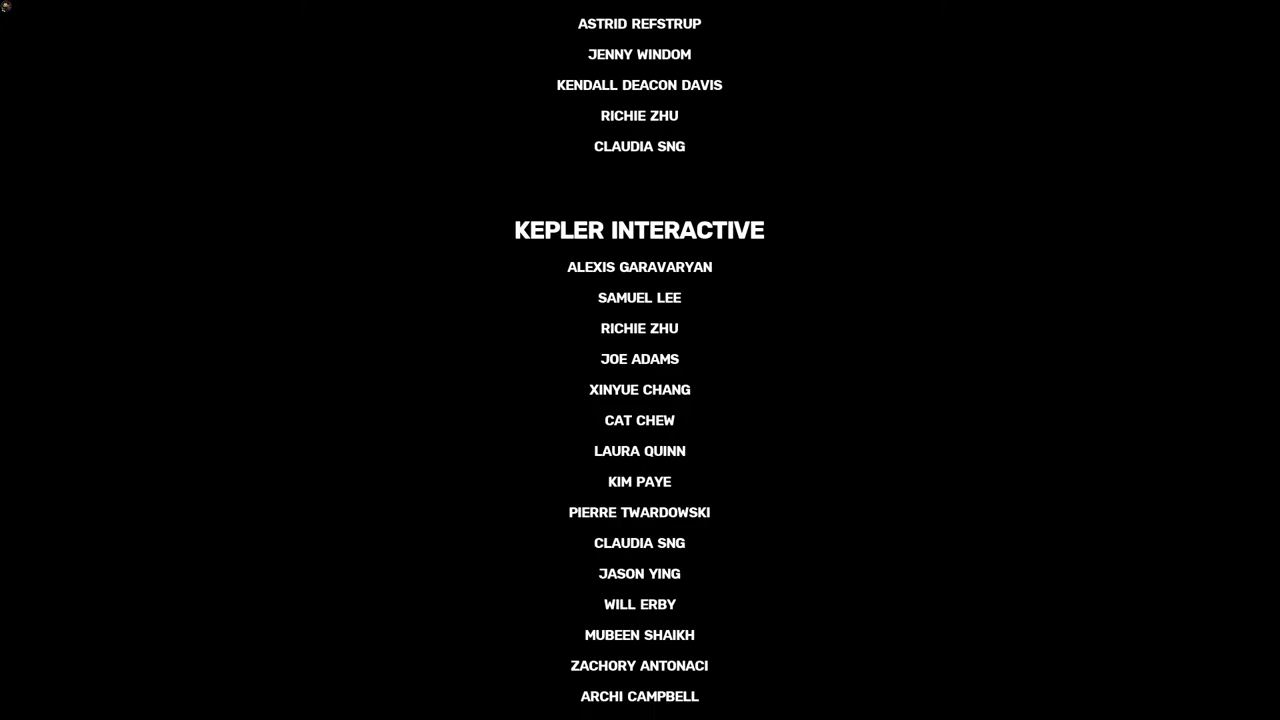 ASTRID REFSTRUP
JENNY WINDOM
KENDALL DEACON DAVIS
RICHIE ZHU
CLAUDIA SNG
KEPLER INTERACTIVE
ALEXIS GARAVARYAN
SAMUEL LEE
RICHIE ZHU
JOE ADAMS
XINYUE CHANG
CAT CHEW
LAURA QUINN
KIM PAYE
PIERRE TWARDOWSKI
CLAUDIA SNG
JASON YING
WILL ERBY
MUBEEN SHAIKH
ZACHORY ANTONACI
ARCHI CAMPBELL